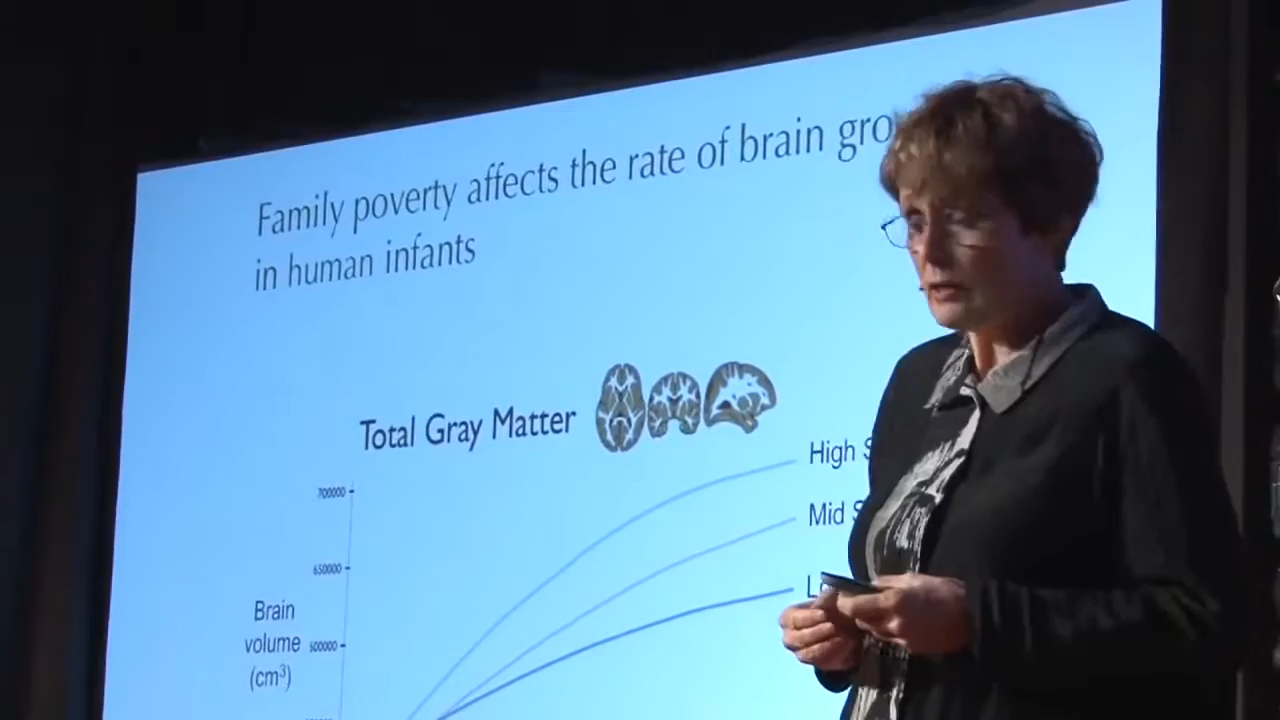 Family poverty affects the rate of brain gro
in human infants
Total Gray Matter
High S
Mid S
L
700000
650000
Brain
volume
(cm³)